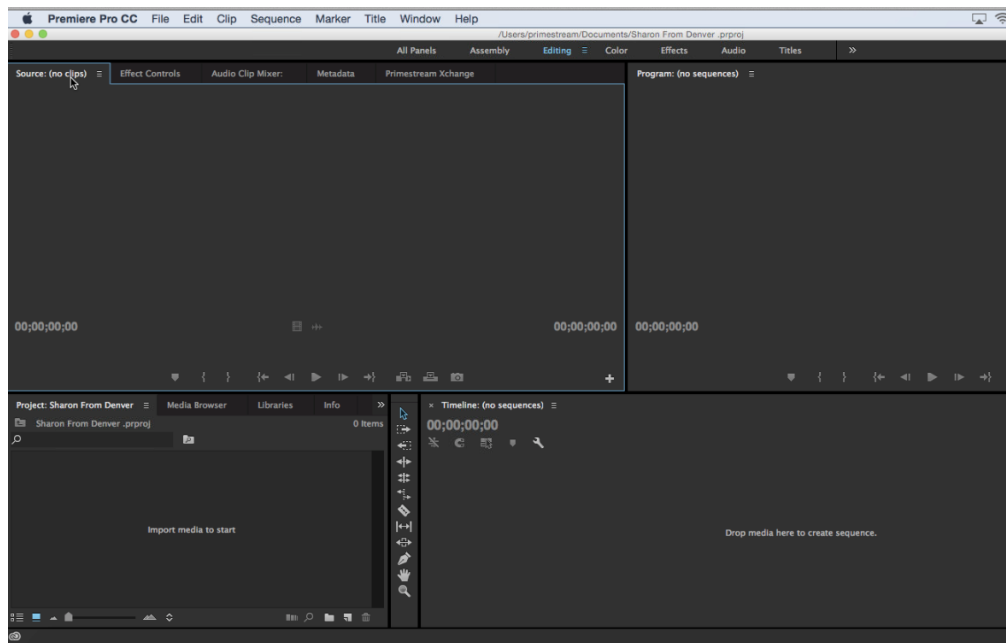 Premiere Pro CC File Edit Clip Sequence Marker Title Window Help
/Users/primestream/Documents/Sharon From Denver .prproj
All Panels Assembly Editing Color Effects Audio Titles »
Source: (no clips) Effect Controls Audio Clip Mixer: Metadata Primestream Xchange Program: (no sequences)
00;00;00;00 00;00;00;00 00;00;00;00
Project: Sharon From Denver Media Browser Libraries Info » × Timeline: (no sequences)
Sharon From Denver .prproj 0 Items 00;00;00;00
Import media to start Drop media here to create sequence.